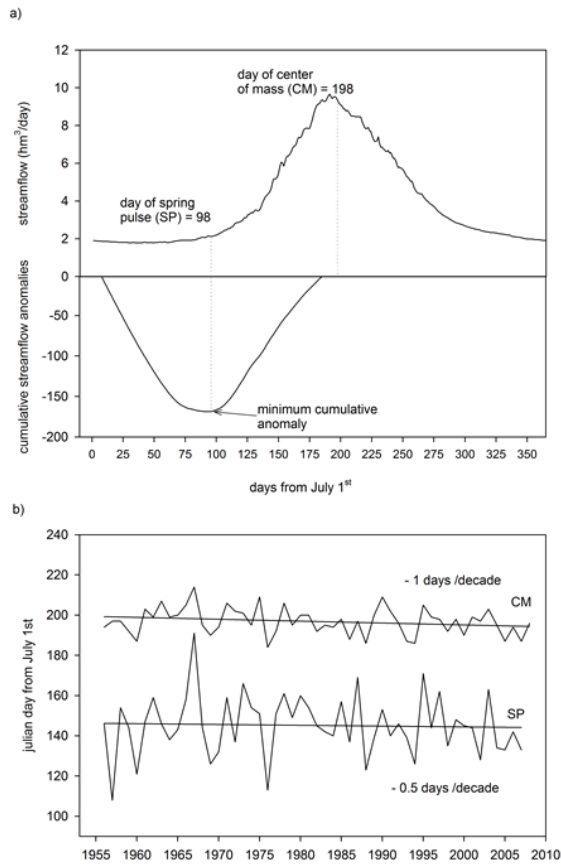 a)
12
10
8
6
4
2
0
streamflow (hm³/day)
day of center
of mass (CM) = 198
day of spring
pulse (SP) = 98
-50
-100
-150
-200
cumulative streamflow anomalies
minimum cumulative
anomaly
0 25 50 75 100 125 150 175 200 225 250 275 300 325 350
days from July 1st
b)
240
220
200
180
160
140
120
100
julian day from July 1st
- 1 days /decade
CM
SP
- 0.5 days /decade
1955 1960 1965 1970 1975 1980 1985 1990 1995 2000 2005 2010